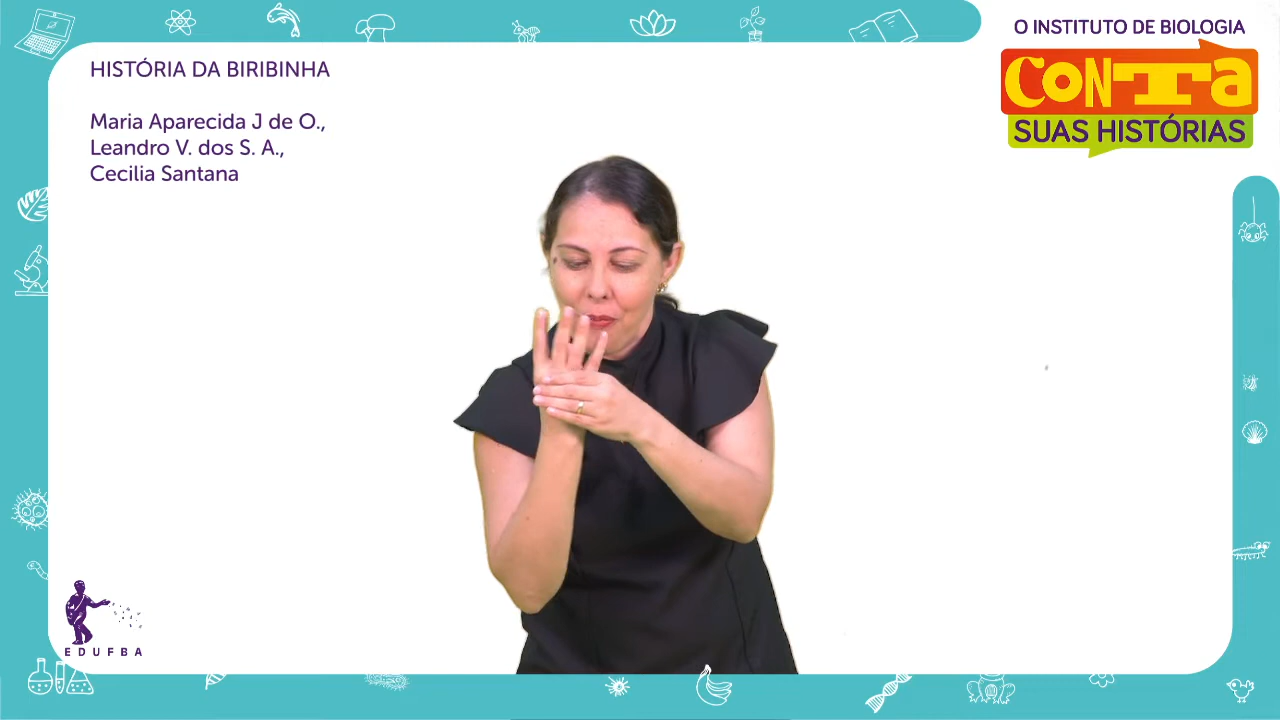 HISTÓRIA DA BIRIBINHA
Maria Aparecida J de O.,
Leandro V. dos S. A.,
Cecilia Santana
O INSTITUTO DE BIOLOGIA
CONTA
SUAS HISTÓRIAS
EDUFBA